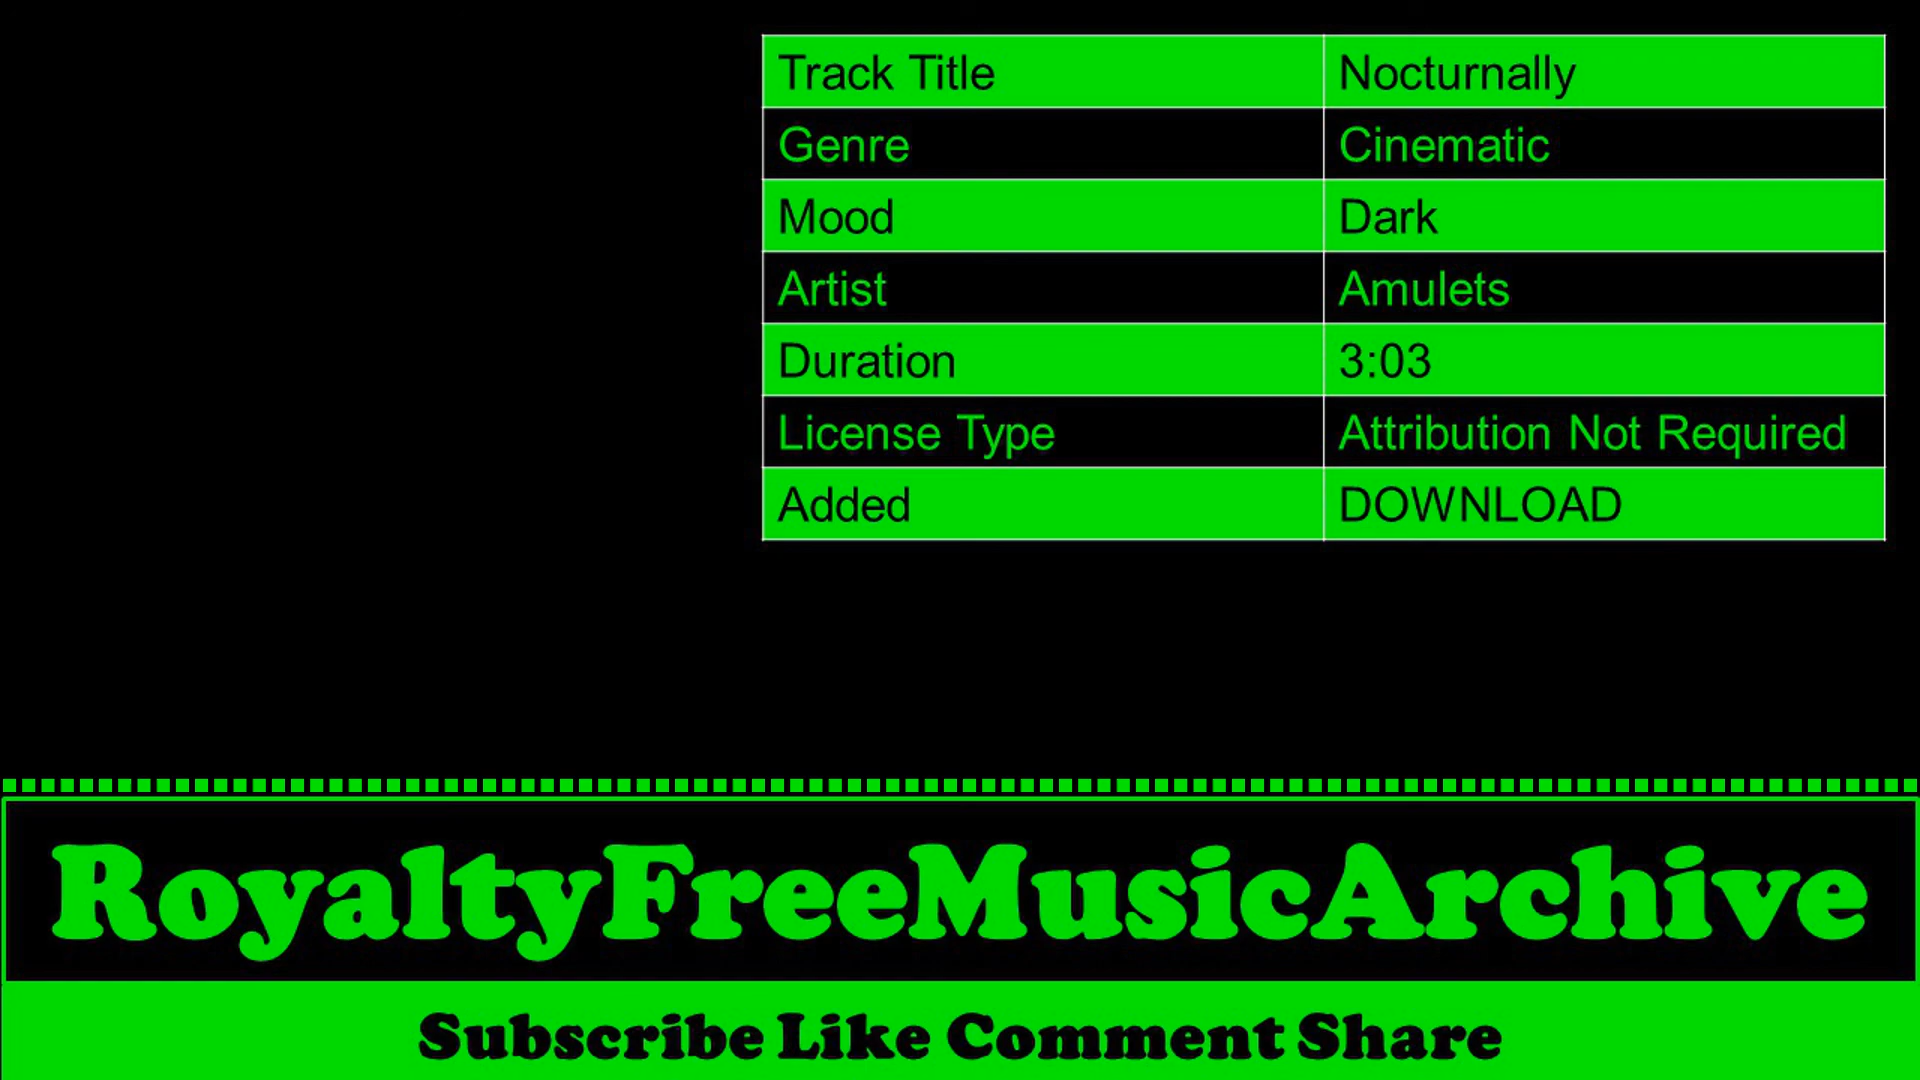 Track Title Nocturnally
Genre Cinematic
Mood Dark
Artist Amulets
Duration 3:03
License Type Attribution Not Required
Added DOWNLOAD
RoyaltyFreeMusicArchive
Subscribe Like Comment Share